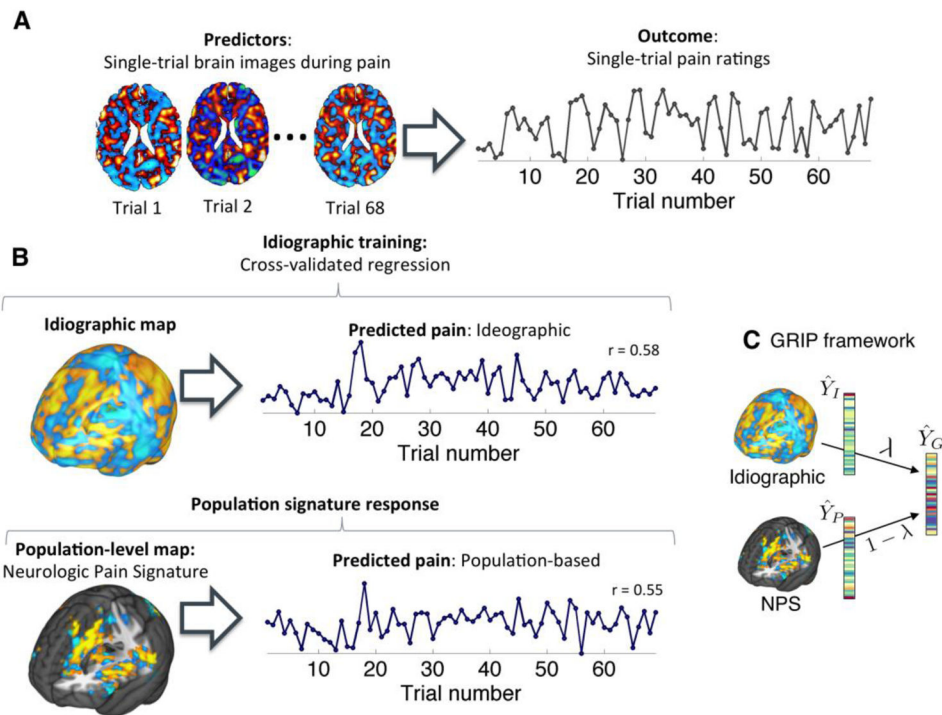 A
Predictors:
Single-trial brain images during pain
Trial 1
Trial 2
Trial 68
Outcome:
Single-trial pain ratings
10 20 30 40 50 60
Trial number
B
Idiographic training:
Cross-validated regression
Idiographic map
Predicted pain: Ideographic
r = 0.58
10 20 30 40 50 60
Trial number
Population signature response
Population-level map:
Neurologic Pain Signature
Predicted pain: Population-based
r = 0.55
10 20 30 40 50 60
Trial number
C GRIP framework
Ŷ_I
Idiographic
λ
Ŷ_G
Ŷ_P
1 − λ
NPS